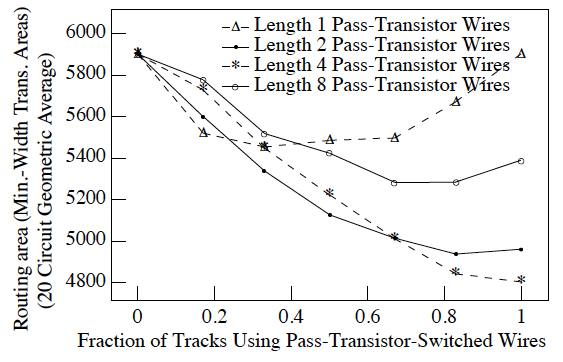 Routing area (Min.-Width Trans. Areas)
(20 Circuit Geometric Average)
6000
5800
5600
5400
5200
5000
4800
Length 1 Pass-Transistor Wires
Length 2 Pass-Transistor Wires
Length 4 Pass-Transistor Wires
Length 8 Pass-Transistor Wires
0 0.2 0.4 0.6 0.8 1
Fraction of Tracks Using Pass-Transistor-Switched Wires